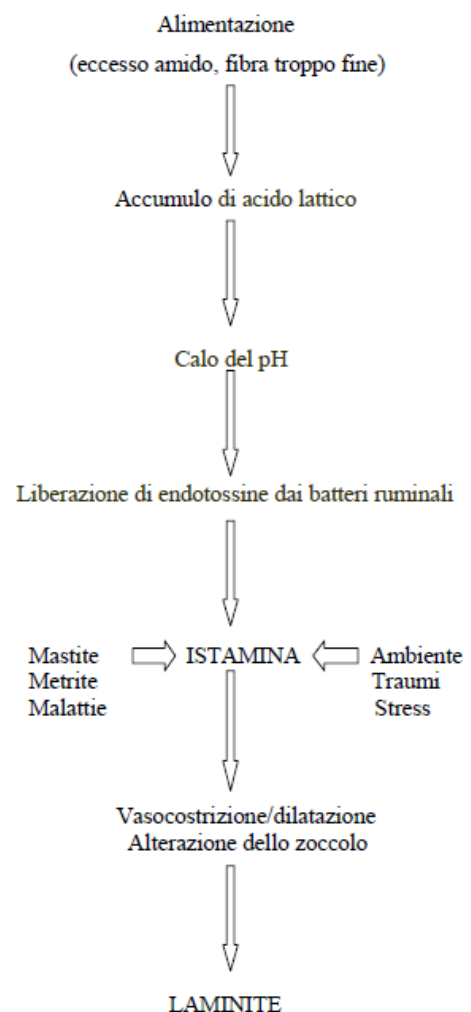 Alimentazione
(eccesso amido, fibra troppo fine)
Accumulo di acido lattico
Calo del pH
Liberazione di endotossine dai batteri ruminali
Mastite ISTAMINA Ambiente
Metrite Traumi
Malattie Stress
Vasocostrizione/dilatazione
Alterazione dello zoccolo
LAMINITE